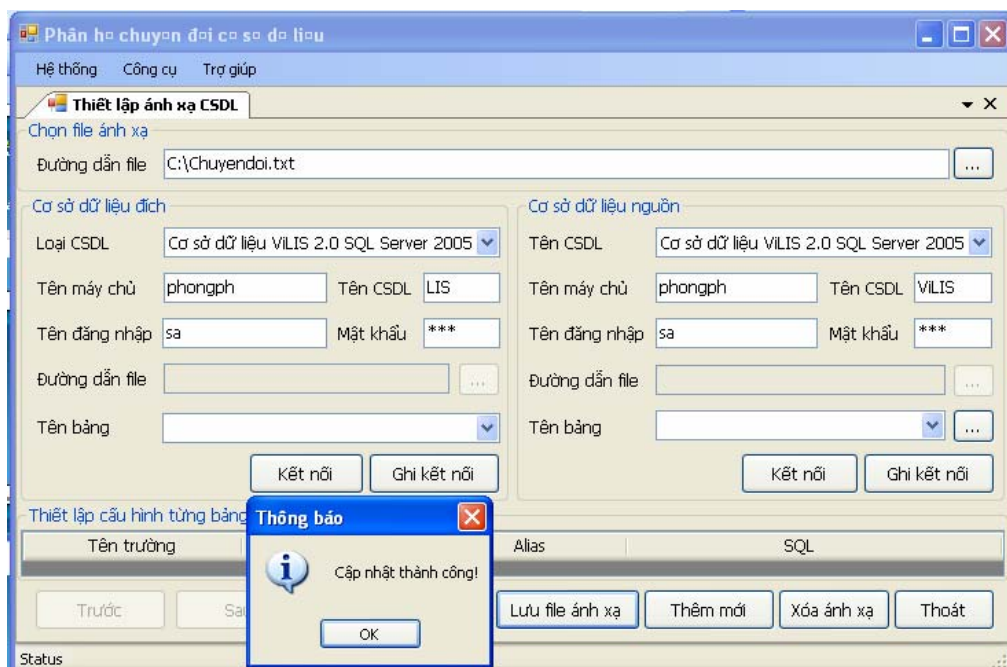 Phân h¤ chuy¤n đ¤i c¤ s¤ d¤ li¤u
Hệ thống Công cụ Trợ giúp
Thiết lập ánh xạ CSDL
Chọn file ánh xạ
Đường dẫn file C:\Chuyendoi.txt ...
Cơ sở dữ liệu đích
Loại CSDL Cơ sở dữ liệu ViLIS 2.0 SQL Server 2005
Tên máy chủ phongph Tên CSDL LIS
Tên đăng nhập sa Mật khẩu ***
Đường dẫn file ...
Tên bảng
Kết nối Ghi kết nối
Cơ sở dữ liệu nguồn
Tên CSDL Cơ sở dữ liệu ViLIS 2.0 SQL Server 2005
Tên máy chủ phongph Tên CSDL ViLIS
Tên đăng nhập sa Mật khẩu ***
Đường dẫn file ...
Tên bảng ...
Kết nối Ghi kết nối
Thiết lập cấu hình từng bảng
Tên trường Alias SQL
Thông báo
Cập nhật thành công!
OK
Trước Lưu file ánh xạ Thêm mới Xóa ánh xạ Thoát
Status